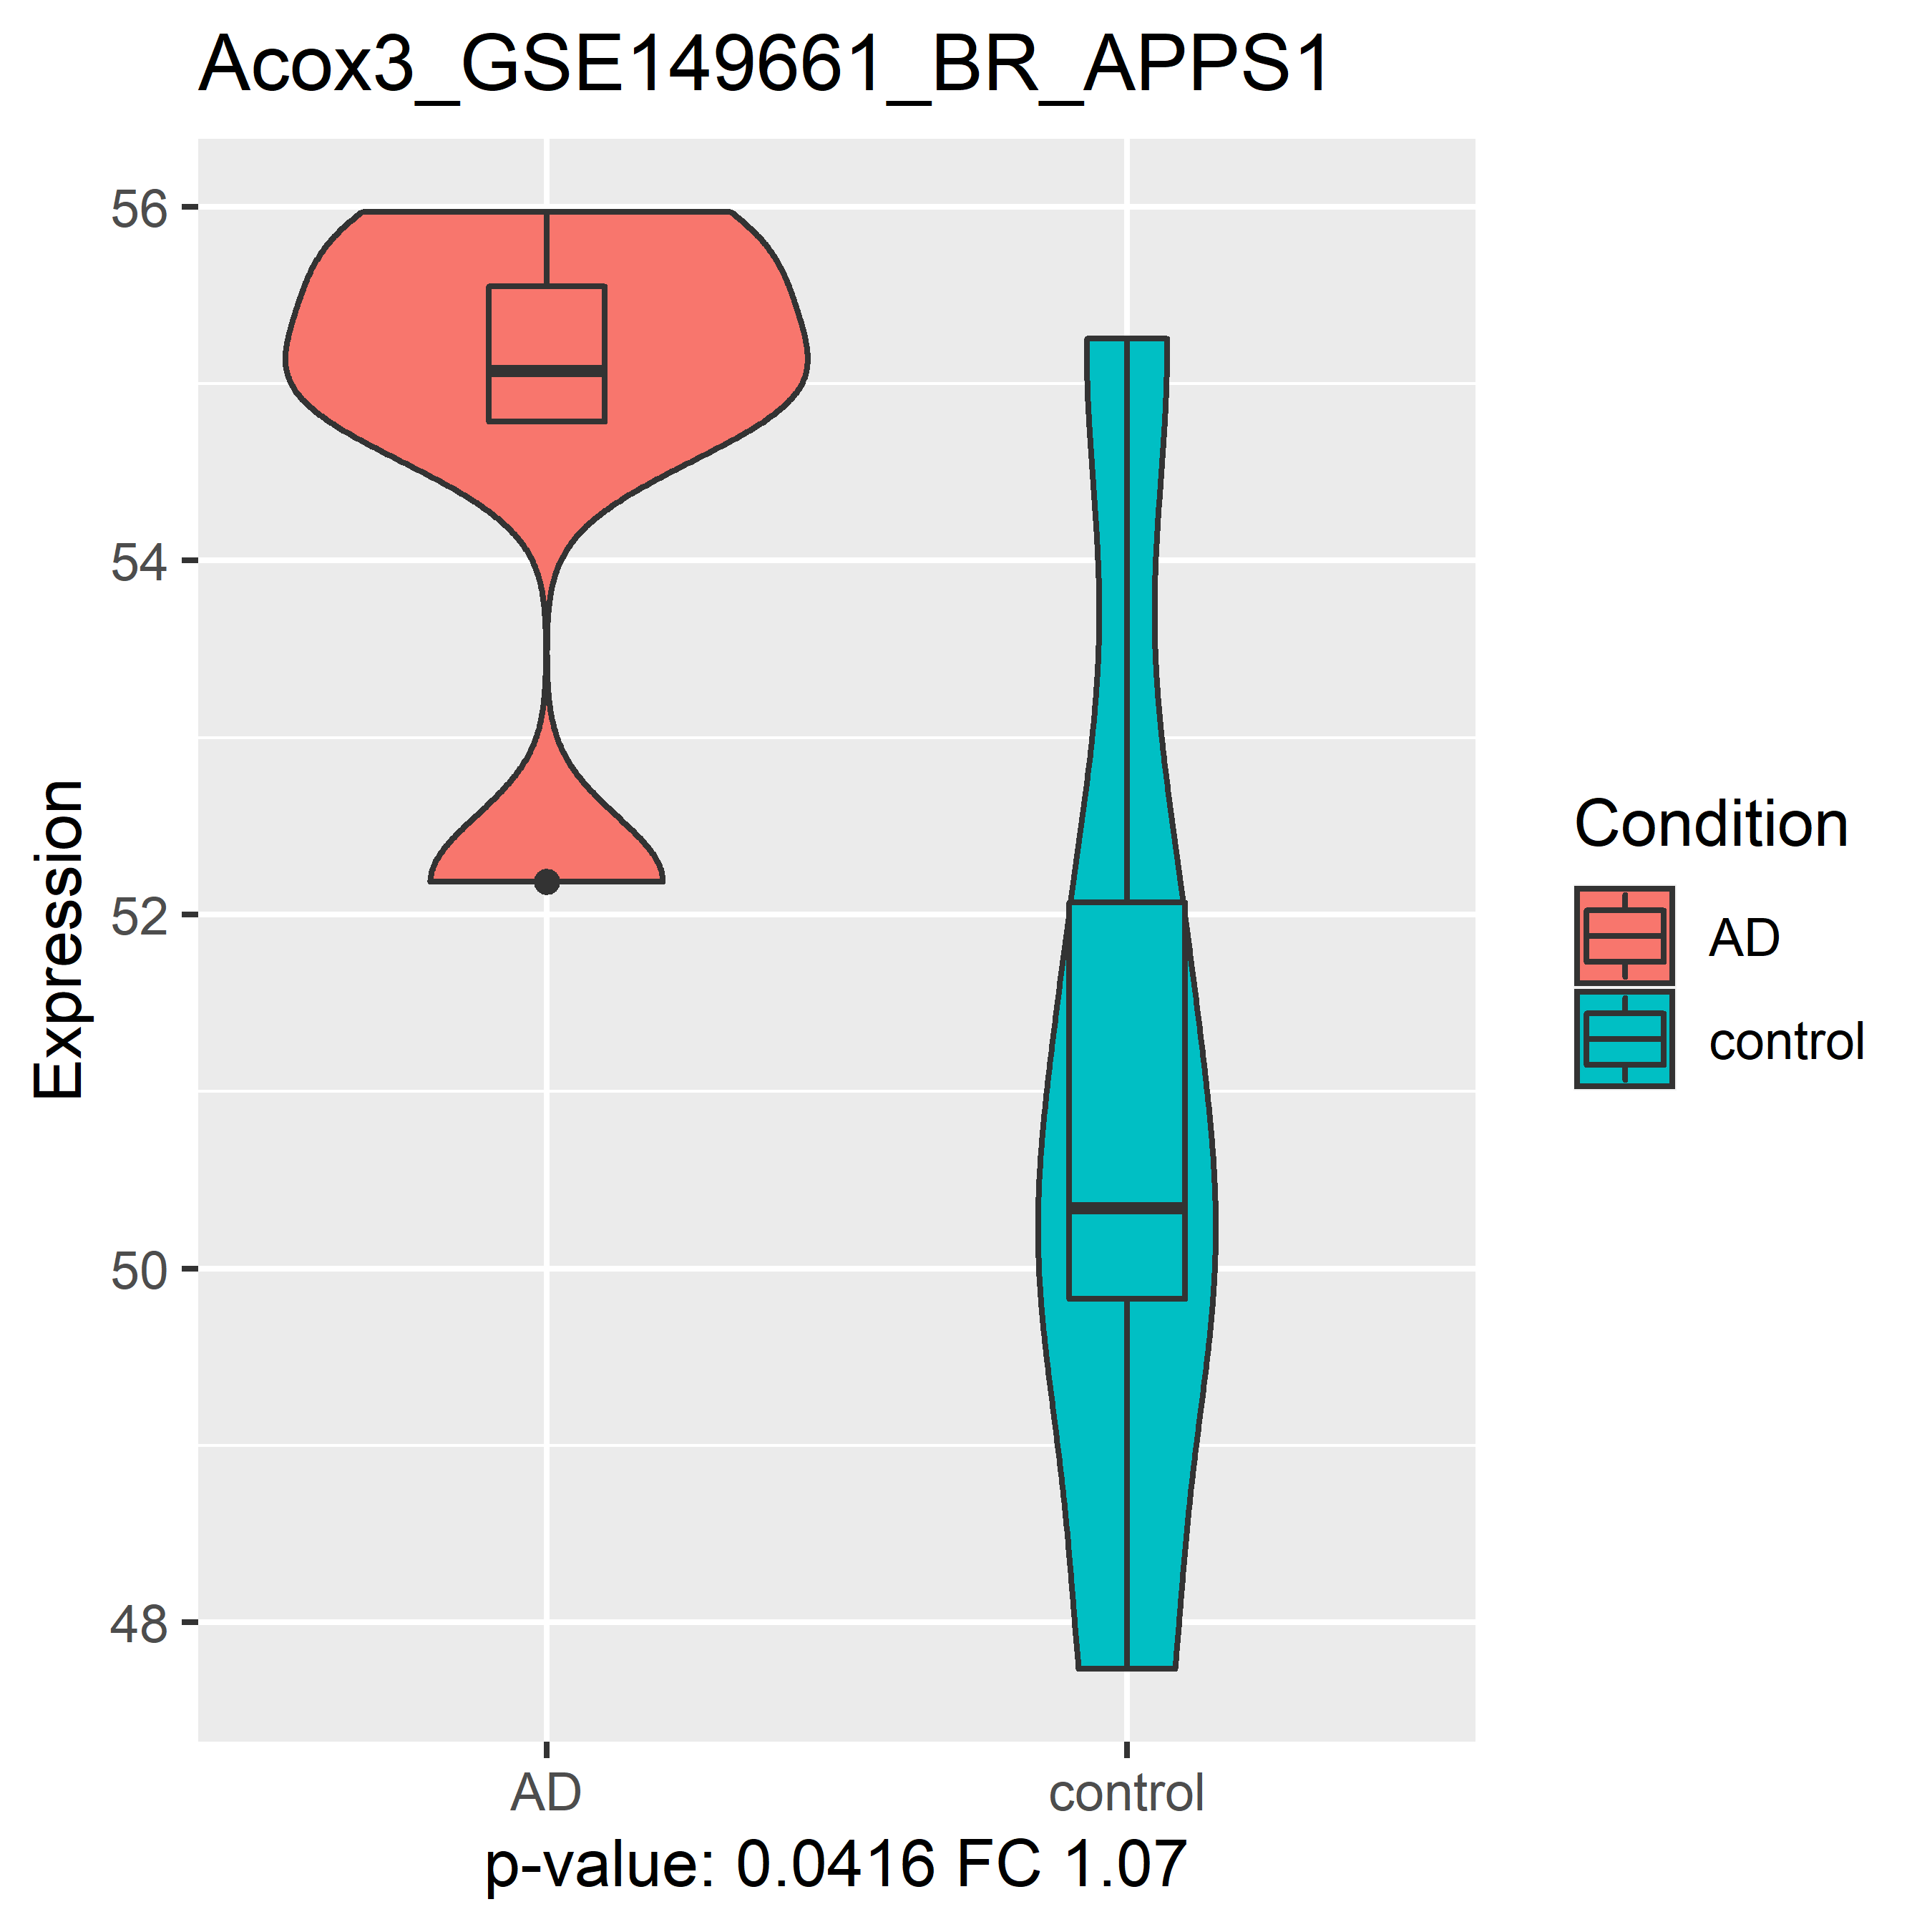 Acox3_GSE149661_BR_APPS1
Expression
56
54
52
50
48
AD
control
p-value: 0.0416 FC 1.07
Condition
AD
control